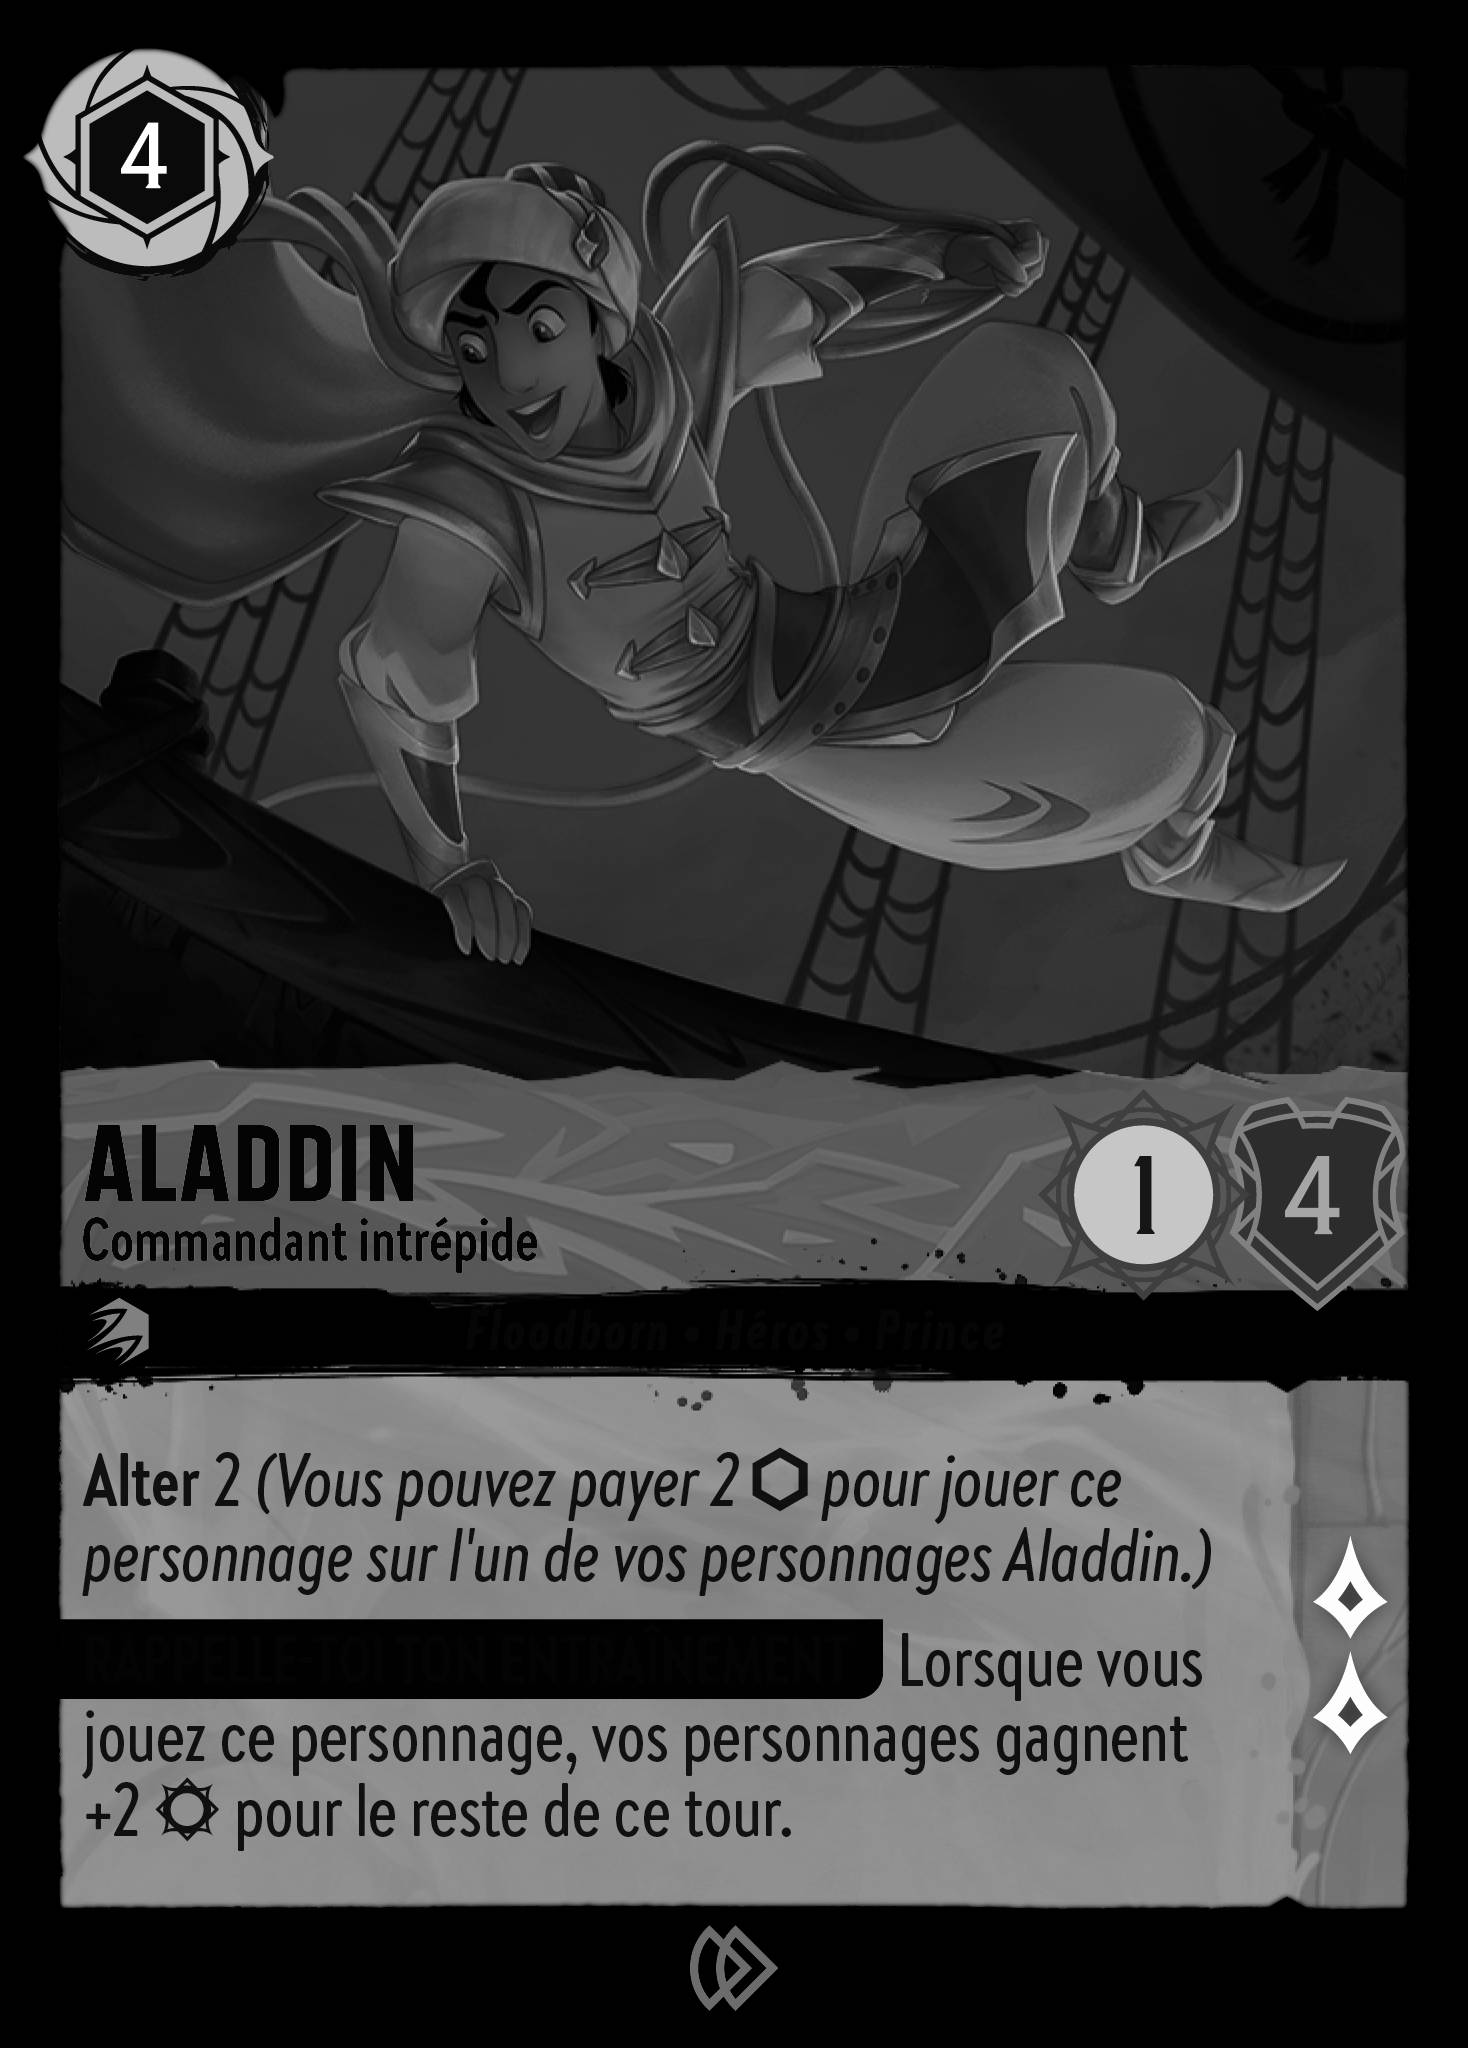 4
ALADDIN
Commandant intrépide
1
4
Floodborn • Héros • Prince
Alter 2 (Vous pouvez payer 2 pour jouer ce
personnage sur l'un de vos personnages Aladdin.)
RAPPELLE-TOI TON ENTRAÎNEMENT Lorsque vous
jouez ce personnage, vos personnages gagnent
+2 pour le reste de ce tour.